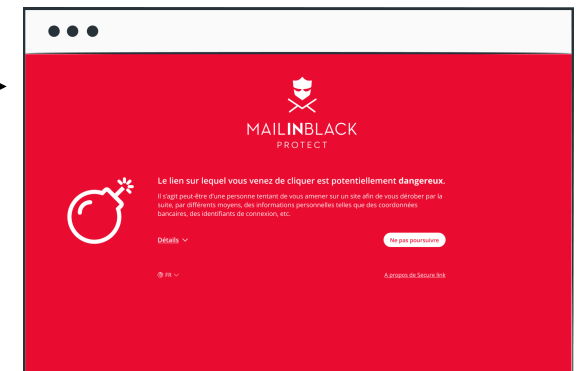 MAILINBLACK
PROTECT
Le lien sur lequel vous venez de cliquer est potentiellement dangereux.
Il s'agit peut-être d'une personne tentant de vous amener sur un site afin de vous dérober par la
suite, par différents moyens, des informations personnelles telles que des coordonnées
bancaires, des identifiants de connexion, etc.
Détails
Ne pas poursuivre
FR
A propos de Secure link